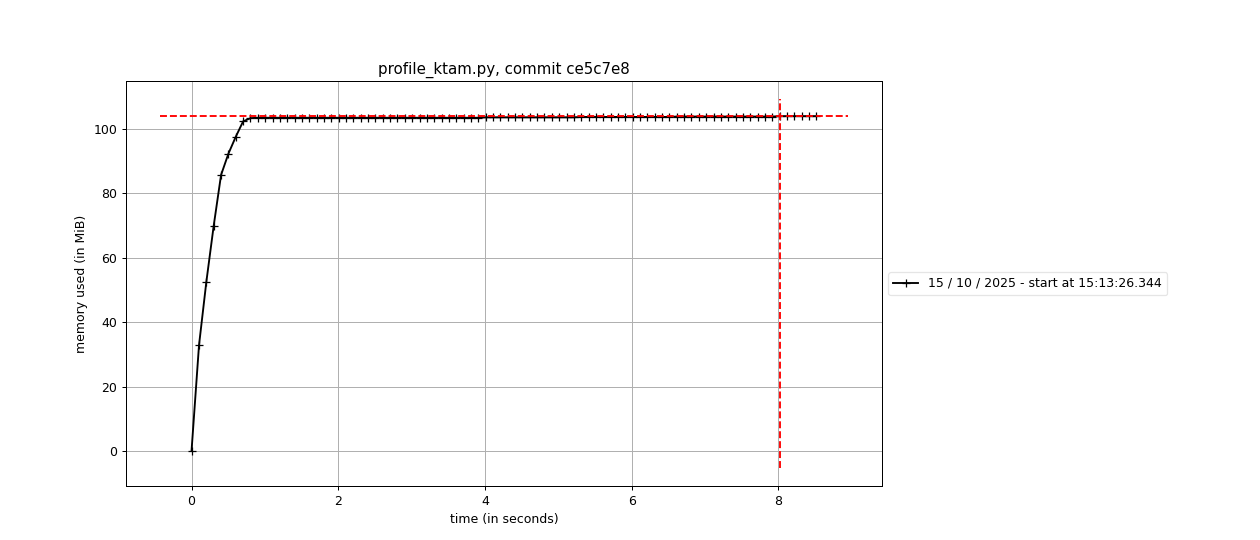 profile_ktam.py, commit ce5c7e8
100
80
60
40
20
0
memory used (in MiB)
0 2 4 6 8
time (in seconds)
15 / 10 / 2025 - start at 15:13:26.344